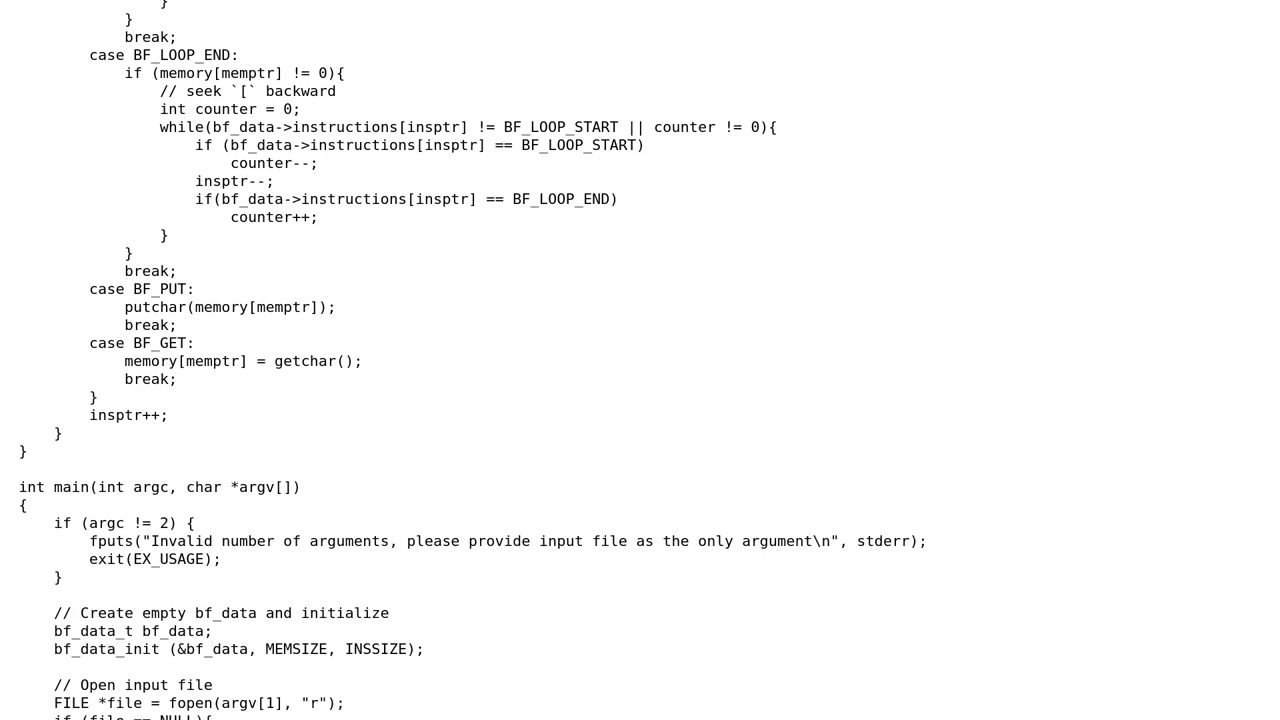 }
            }
            break;
        case BF_LOOP_END:
            if (memory[memptr] != 0){
                // seek `[` backward
                int counter = 0;
                while(bf_data->instructions[insptr] != BF_LOOP_START || counter != 0){
                    if (bf_data->instructions[insptr] == BF_LOOP_START)
                        counter--;
                    insptr--;
                    if(bf_data->instructions[insptr] == BF_LOOP_END)
                        counter++;
                }
            }
            break;
        case BF_PUT:
            putchar(memory[memptr]);
            break;
        case BF_GET:
            memory[memptr] = getchar();
            break;
        }
        insptr++;
    }
}

int main(int argc, char *argv[])
{
    if (argc != 2) {
        fputs("Invalid number of arguments, please provide input file as the only argument\n", stderr);
        exit(EX_USAGE);
    }

    // Create empty bf_data and initialize
    bf_data_t bf_data;
    bf_data_init (&bf_data, MEMSIZE, INSSIZE);

    // Open input file
    FILE *file = fopen(argv[1], "r");
    if (file == NULL){